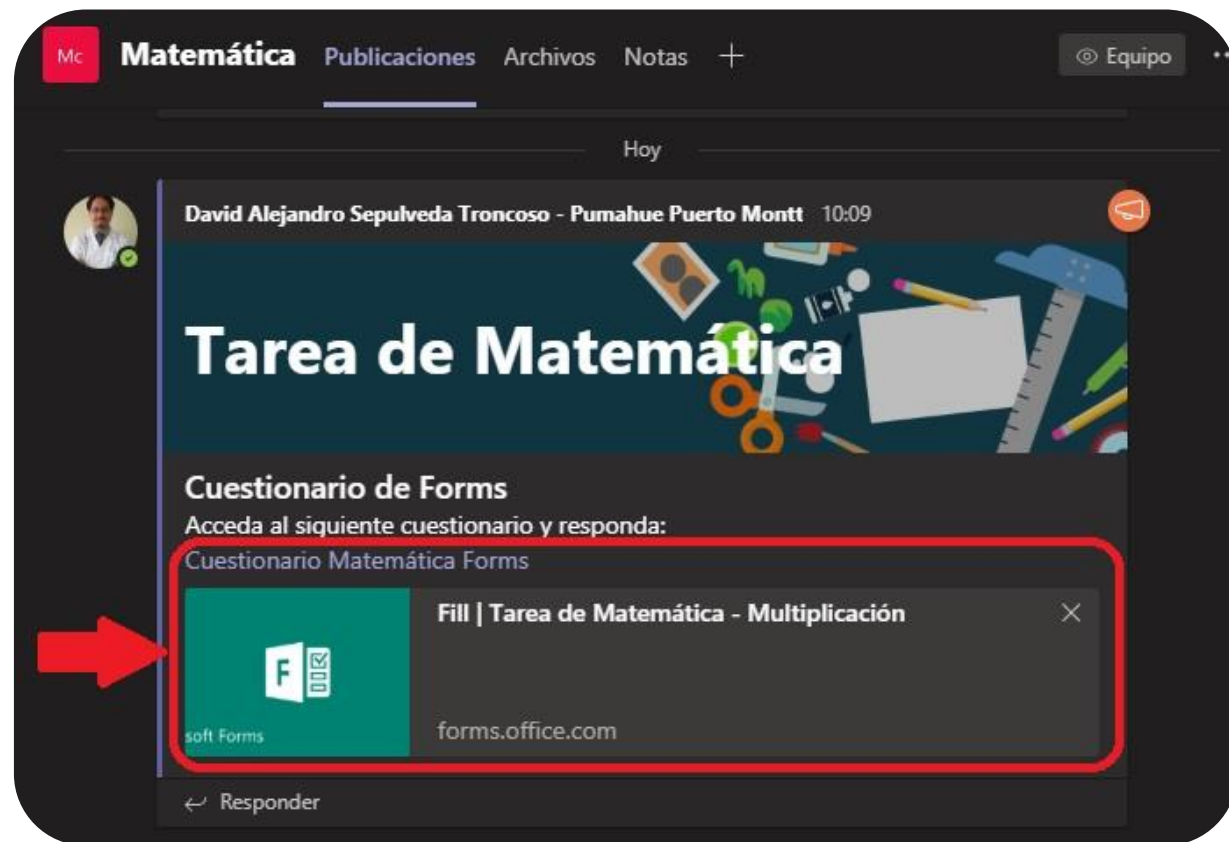 Mc Matemática Publicaciones Archivos Notas + Equipo
Hoy
David Alejandro Sepulveda Troncoso - Pumahue Puerto Montt 10:09
Tarea de Matemática
Cuestionario de Forms
Acceda al siguiente cuestionario y responda:
Cuestionario Matemática Forms
Fill | Tarea de Matemática - Multiplicación
F
soft Forms
forms.office.com
Responder